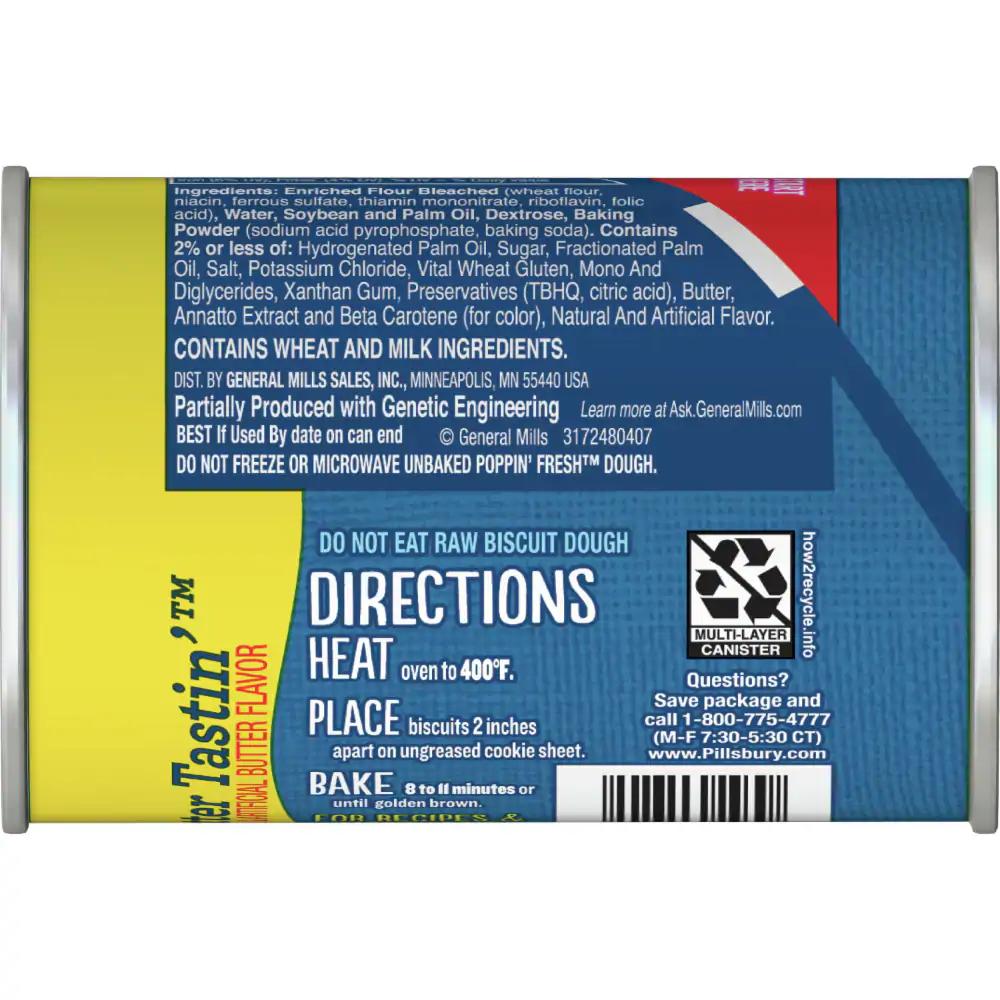 Ingredients: Enriched Flour Bleached (wheat flour,
niacin, ferrous sulfate, thiamin mononitrate, riboflavin, folic
acid), Water, Soybean and Palm Oil, Dextrose, Baking
Powder (sodium acid pyrophosphate, baking soda). Contains
2% or less of: Hydrogenated Palm Oil, Sugar, Fractionated Palm
Oil, Salt, Potassium Chloride, Vital Wheat Gluten, Mono And
Diglycerides, Xanthan Gum, Preservatives (TBHQ, citric acid), Butter,
Annatto Extract and Beta Carotene (for color), Natural And Artificial Flavor.
CONTAINS WHEAT AND MILK INGREDIENTS.
DIST. BY GENERAL MILLS SALES, INC., MINNEAPOLIS, MN 55440 USA
Partially Produced with Genetic Engineering Learn more at Ask.GeneralMills.com
BEST If Used By date on can end © General Mills 3172480407
DO NOT FREEZE OR MICROWAVE UNBAKED POPPIN' FRESH™ DOUGH.
DO NOT EAT RAW BISCUIT DOUGH
DIRECTIONS
HEAT oven to 400°F.
PLACE biscuits 2 inches
apart on ungreased cookie sheet.
BAKE 8 to 11 minutes or
until golden brown.
FOR RECIPES &
how2recycle.info
MULTI-LAYER
CANISTER
Questions?
Save package and
call 1-800-775-4777
(M-F 7:30-5:30 CT)
www.Pillsbury.com
Tastin'™
BUTTER FLAVOR